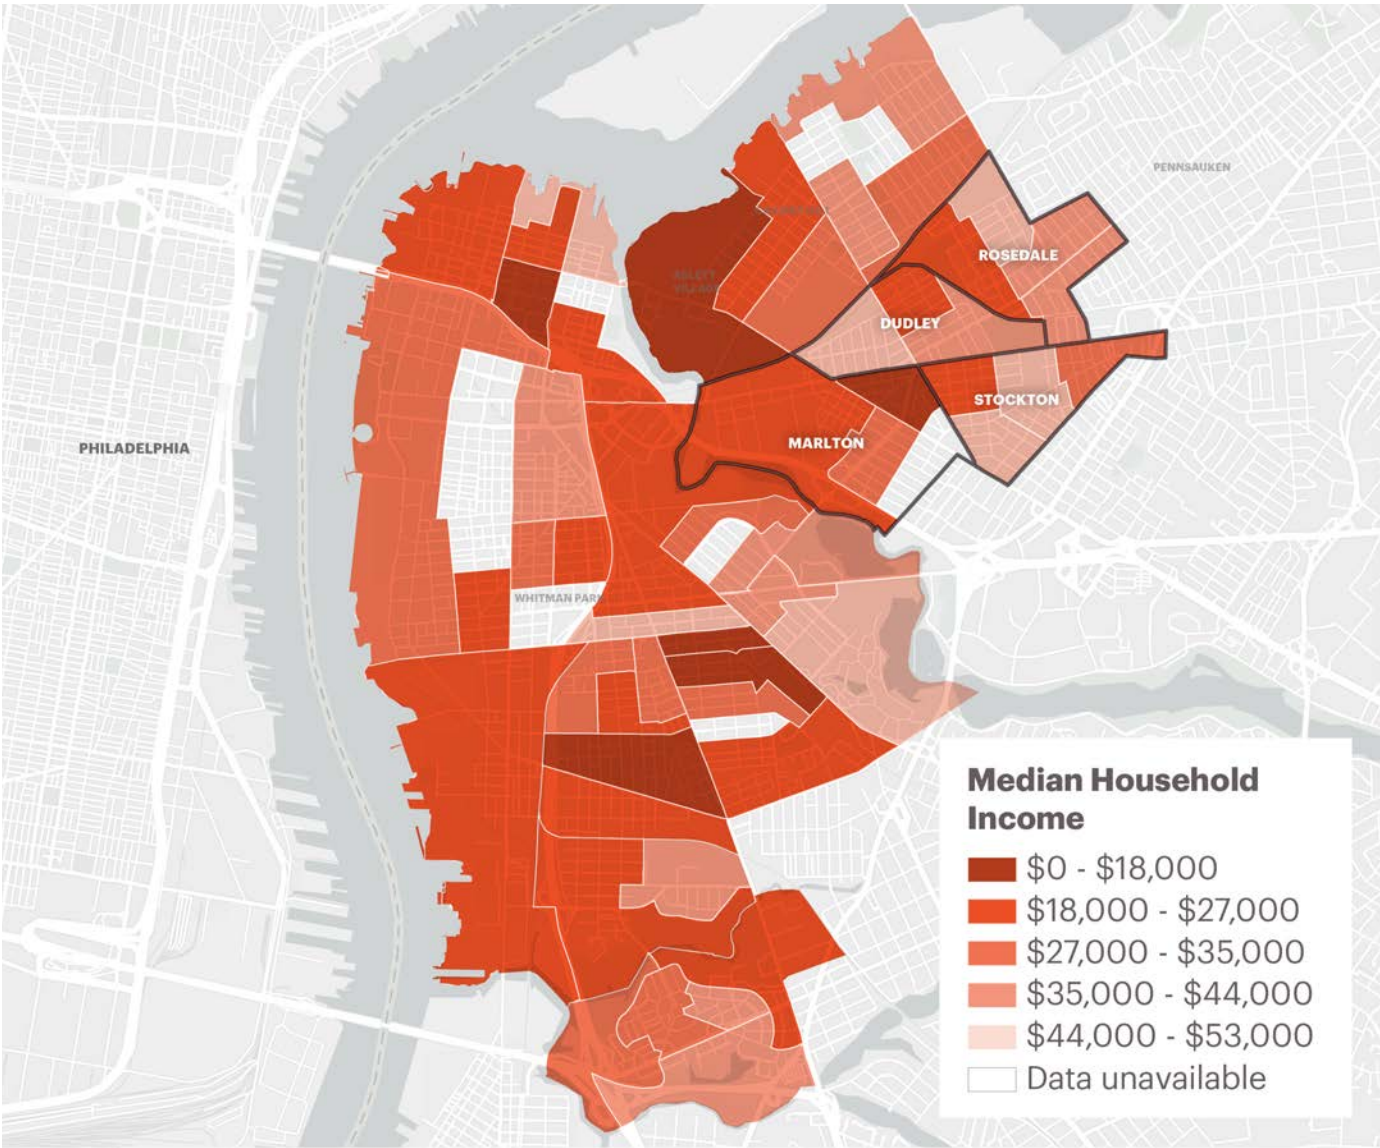 PENNSAUKEN
ROSEDALE
VILLAGE
DUDLEY
STOCKTON
MARLTON
PHILADELPHIA
WHITMAN PARK
Median Household
Income
$0 - $18,000
$18,000 - $27,000
$27,000 - $35,000
$35,000 - $44,000
$44,000 - $53,000
Data unavailable